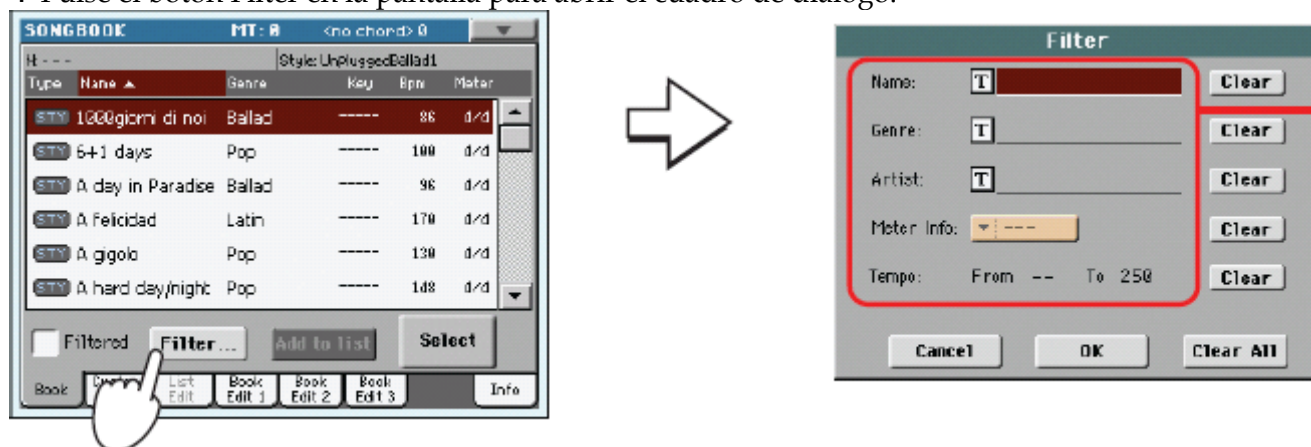 Pulse el botón Filter en la pantalla para abrir el cuadro de diálogo.
SONGBOOK MT: 0 <no chord> 0
N: --- Style: UnpluggedBallad1
Type Name Genre Key Bpm Meter
STY 1000giorni di noi Ballad ----- 86 4/4
STY 6+1 days Pop ----- 100 4/4
STY A day in Paradise Ballad ----- 96 4/4
STY A felicidad Latin ----- 170 4/4
STY A gigolo Pop ----- 130 4/4
STY A hard day/night Pop ----- 148 4/4
Filtered Filter... Add to list Select
Book List Edit Book Edit 1 Book Edit 2 Book Edit 3 Info
Filter
Name: T Clear
Genre: T Clear
Artist: T Clear
Meter Info: --- Clear
Tempo: From -- To 250 Clear
Cancel OK Clear All